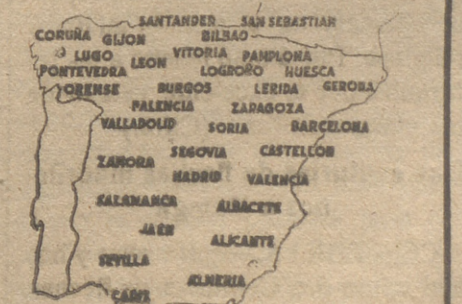 SANTANDER SAN SEBASTIAN
CORUÑA GIJON BILBAO
LUGO LEON VITORIA PAMPLONA
PONTEVEDRA LOGROÑO HUESCA
ORENSE BURGOS LERIDA GERONA
PALENCIA ZARAGOZA
VALLADOLID SORIA BARCELONA
ZAMORA SEGOVIA CASTELLON
MADRID VALENCIA
SALAMANCA ALBACETE
JAEN ALICANTE
SEVILLA
ALMERIA
CADIZ